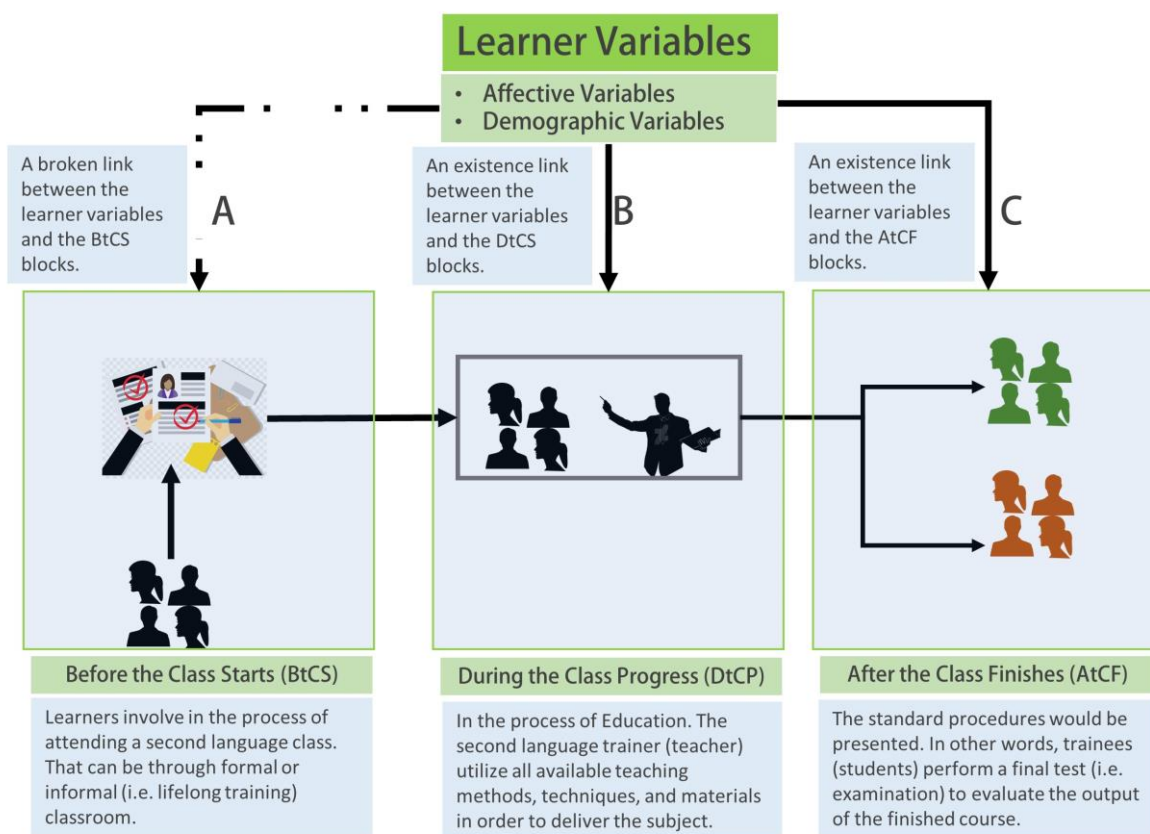 Learner Variables
• Affective Variables
• Demographic Variables
A broken link
between the
learner variables
and the BtCS
blocks.
A
An existence link
between the
learner variables
and the DtCS
blocks.
B
An existence link
between the
learner variables
and the AtCF
blocks.
C
Before the Class Starts (BtCS)
Learners involve in the process of
attending a second language class.
That can be through formal or
informal (i.e. lifelong training)
classroom.
During the Class Progress (DtCP)
In the process of Education. The
second language trainer (teacher)
utilize all available teaching
methods, techniques, and materials
in order to deliver the subject.
After the Class Finishes (AtCF)
The standard procedures would be
presented. In other words, trainees
(students) perform a final test (i.e.
examination) to evaluate the output
of the finished course.